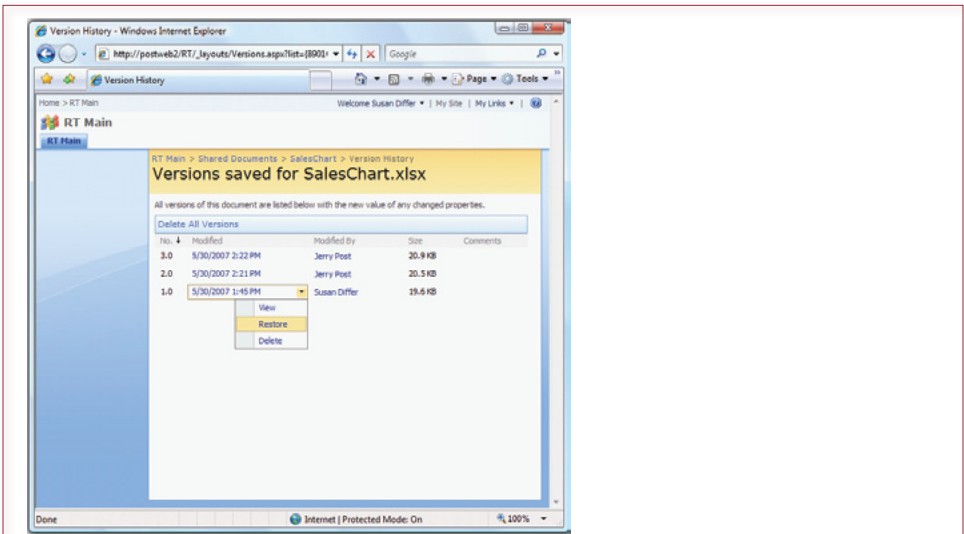 Version History - Windows Internet Explorer
http://postweb2/RT/_layouts/Versions.aspx?list={8901
Google
Version History
Page
Tools
Home > RT Main
Welcome Susan Differ | My Site | My Links |
RT Main
RT Main
RT Main > Shared Documents > SalesChart > Version History
Versions saved for SalesChart.xlsx
All versions of this document are listed below with the new value of any changed properties.
Delete All Versions
No. Modified Modified By Size Comments
3.0 5/30/2007 2:22 PM Jerry Post 20.9 KB
2.0 5/30/2007 2:21 PM Jerry Post 20.5 KB
1.0 5/30/2007 1:45 PM Susan Differ 19.6 KB
View
Restore
Delete
Done
Internet | Protected Mode: On
100%